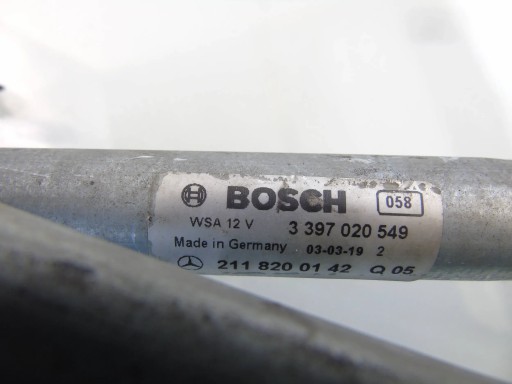 BOSCH 058
WSA 12 V 3 397 020 549
Made in Germany 03-03-19 2
211 820 01 42 Q 05